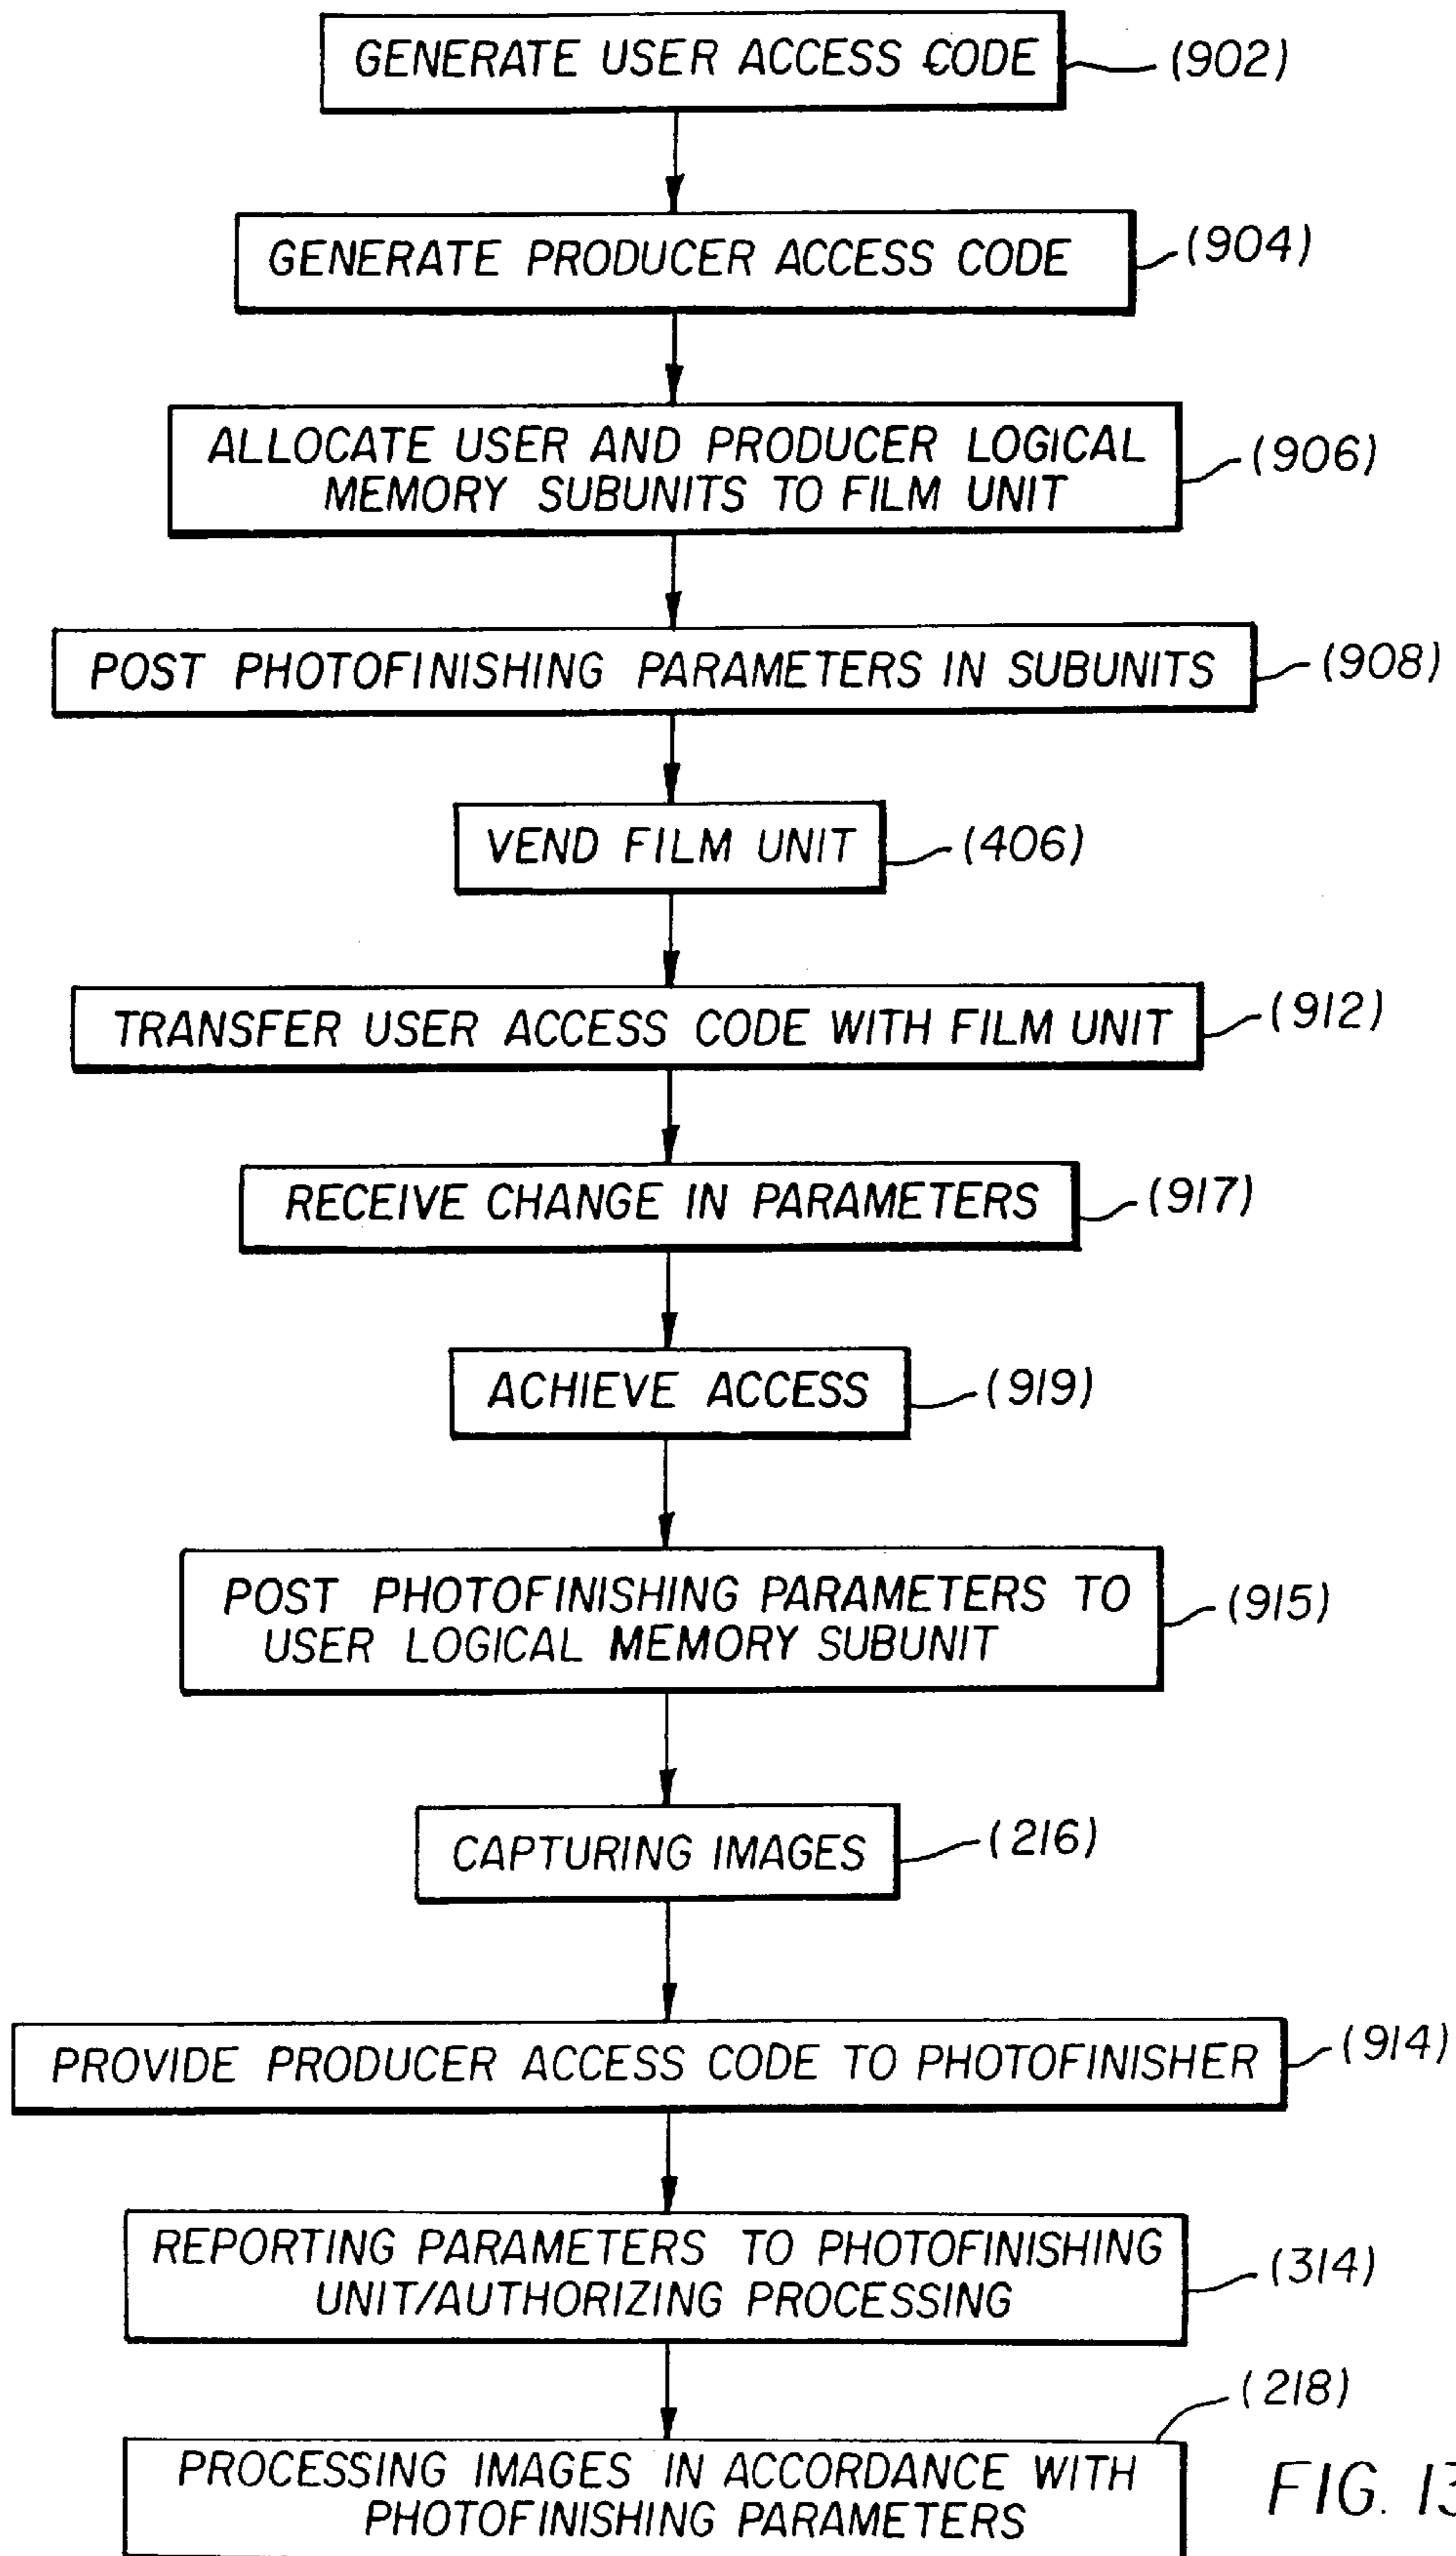 GENERATE USER ACCESS CODE (902)
GENERATE PRODUCER ACCESS CODE (904)
ALLOCATE USER AND PRODUCER LOGICAL
MEMORY SUBUNITS TO FILM UNIT
(906)
POST PHOTOFINISHING PARAMETERS IN SUBUNITS (908)
VEND FILM UNIT (406)
TRANSFER USER ACCESS CODE WITH FILM UNIT (912)
RECEIVE CHANGE IN PARAMETERS (917)
ACHIEVE ACCESS (919)
POST PHOTOFINISHING PARAMETERS TO
USER LOGICAL MEMORY SUBUNIT
(915)
CAPTURING IMAGES (216)
PROVIDE PRODUCER ACCESS CODE TO PHOTOFINISHER (914)
REPORTING PARAMETERS TO PHOTOFINISHING
UNIT/AUTHORIZING PROCESSING
(314)
(218)
PROCESSING IMAGES IN ACCORDANCE WITH
PHOTOFINISHING PARAMETERS
FIG. 13